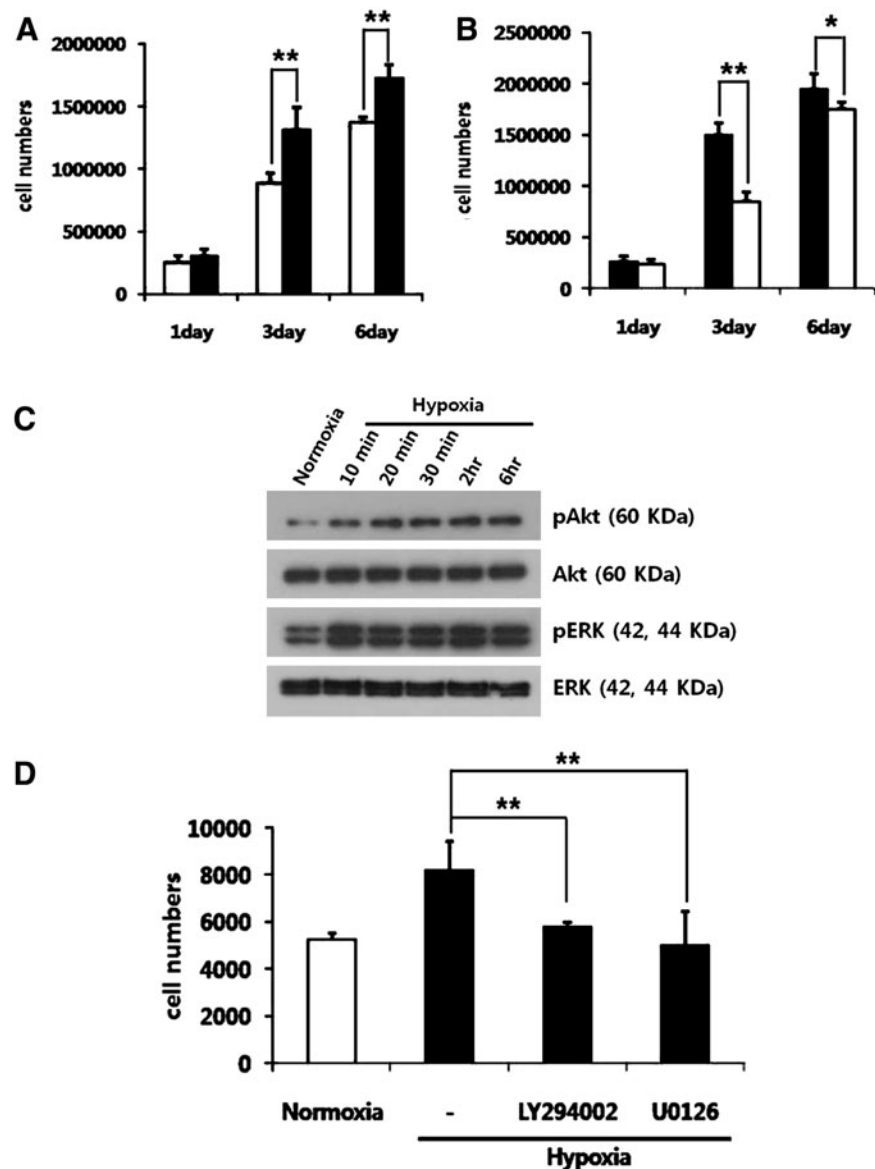 A
cell numbers
2000000
1500000
1000000
500000
0
**
**
1day 3day 6day
B
cell numbers
2500000
2000000
1500000
1000000
500000
0
**
*
1day 3day 6day
C
Hypoxia
Normoxia 10 min 20 min 30 min 2hr 6hr
pAkt (60 KDa)
Akt (60 KDa)
pERK (42, 44 KDa)
ERK (42, 44 KDa)
D
cell numbers
10000
8000
6000
4000
2000
0
**
**
Normoxia - LY294002 U0126
Hypoxia